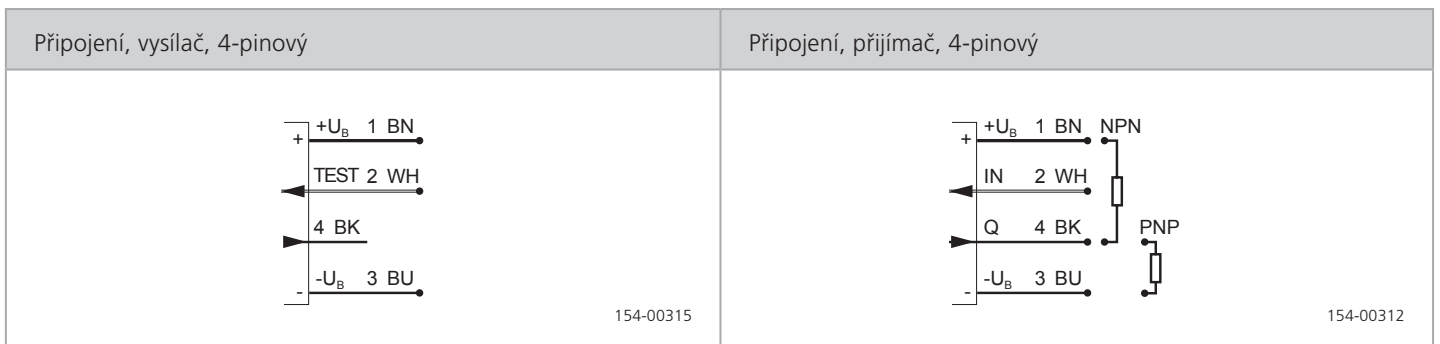 Připojení, vysílač, 4-pinový
+ +U_B 1 BN
TEST 2 WH
4 BK
- -U_B 3 BU
154-00315
Připojení, přijímač, 4-pinový
+ +U_B 1 BN NPN
IN 2 WH
Q 4 BK PNP
- -U_B 3 BU
154-00312